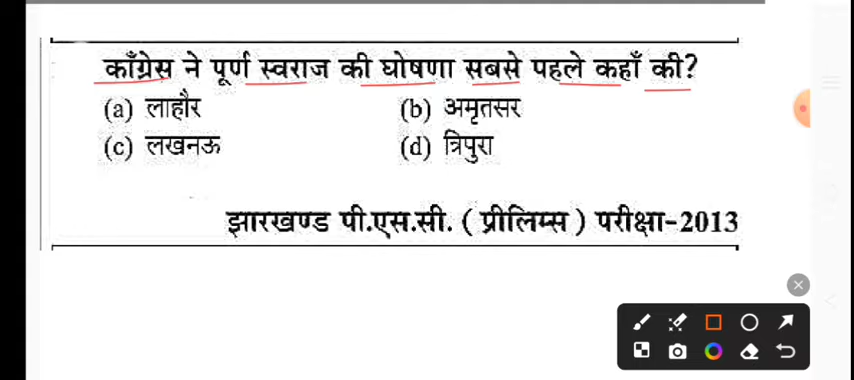 काँग्रेस ने पूर्ण स्वराज की घोषणा सबसे पहले कहाँ की?
(a) लाहौर (b) अमृतसर
(c) लखनऊ (d) त्रिपुरा
झारखण्ड पी.एस.सी. ( प्रीलिम्स ) परीक्षा-2013